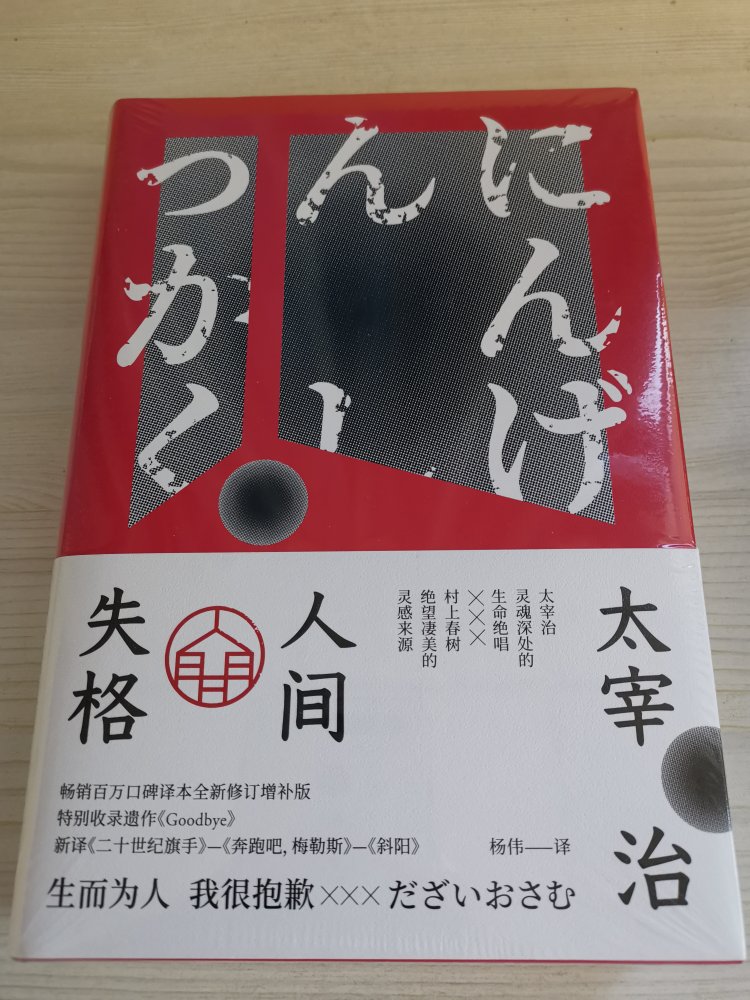 にんげ
んし
つかく
太宰治
太宰治
灵魂深处的
生命绝唱
×××
村上春树
绝望凄美的
灵感来源
人间
失格
畅销百万口碑译本全新修订增补版
特别收录遗作《Goodbye》
新译《二十世纪旗手》—《奔跑吧，梅勒斯》—《斜阳》
杨伟——译
生而为人 我很抱歉×××だざいおさむ